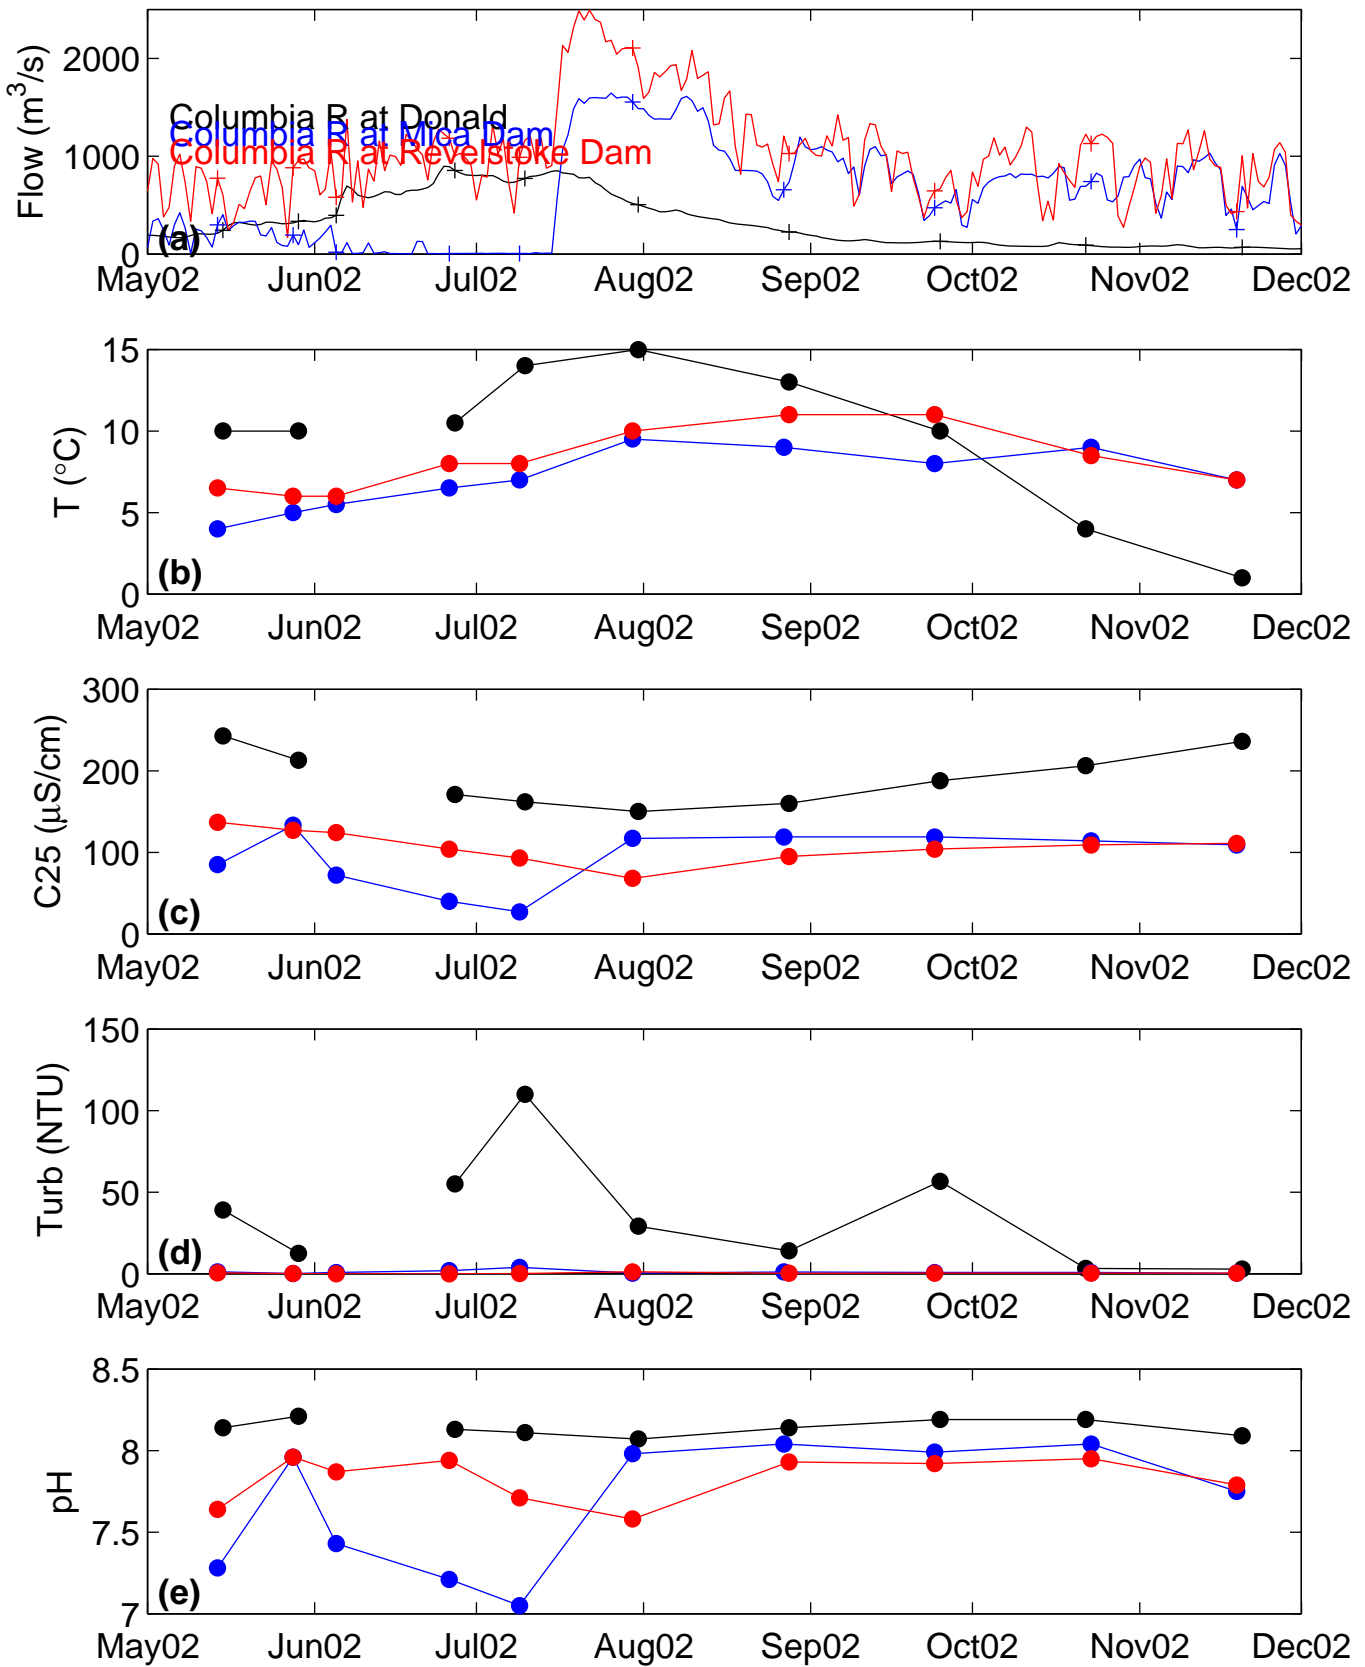 2000
1000
0
Flow (m³/s)
Columbia R at Donald
Columbia R at Mica Dam
Columbia R at Revelstoke Dam
(a)
May02 Jun02 Jul02 Aug02 Sep02 Oct02 Nov02 Dec02
15
10
5
0
T (°C)
(b)
May02 Jun02 Jul02 Aug02 Sep02 Oct02 Nov02 Dec02
300
200
100
0
C25 (µS/cm)
(c)
May02 Jun02 Jul02 Aug02 Sep02 Oct02 Nov02 Dec02
150
100
50
0
Turb (NTU)
(d)
May02 Jun02 Jul02 Aug02 Sep02 Oct02 Nov02 Dec02
8.5
8
7.5
7
pH
(e)
May02 Jun02 Jul02 Aug02 Sep02 Oct02 Nov02 Dec02